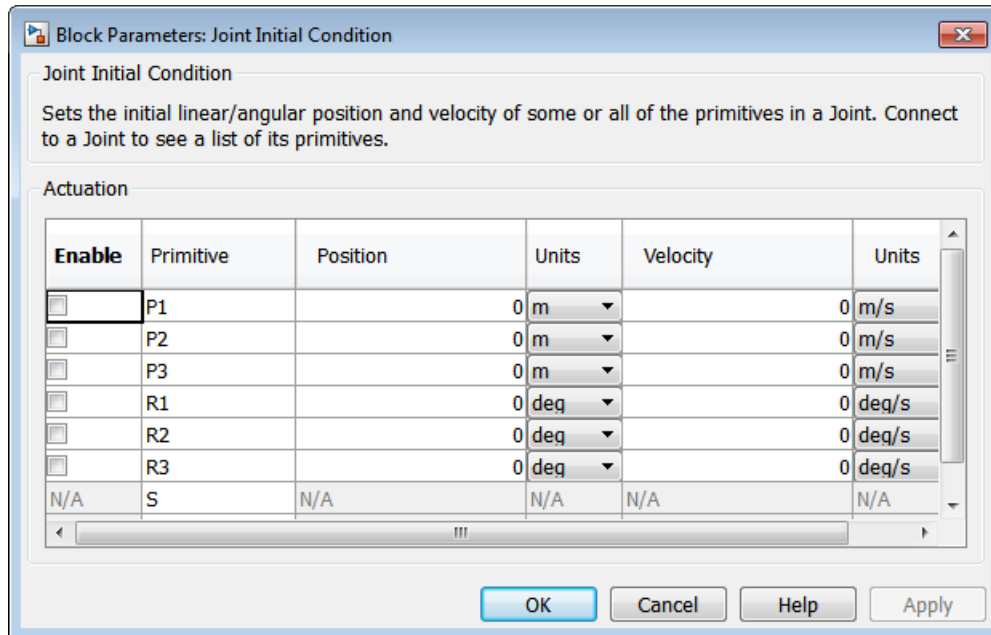 Block Parameters: Joint Initial Condition
Joint Initial Condition
Sets the initial linear/angular position and velocity of some or all of the primitives in a Joint. Connect
to a Joint to see a list of its primitives.
Actuation
Enable Primitive Position Units Velocity Units
P1 0 m 0 m/s
P2 0 m 0 m/s
P3 0 m 0 m/s
R1 0 deg 0 deg/s
R2 0 deg 0 deg/s
R3 0 deg 0 deg/s
N/A S N/A N/A N/A N/A
OK Cancel Help Apply